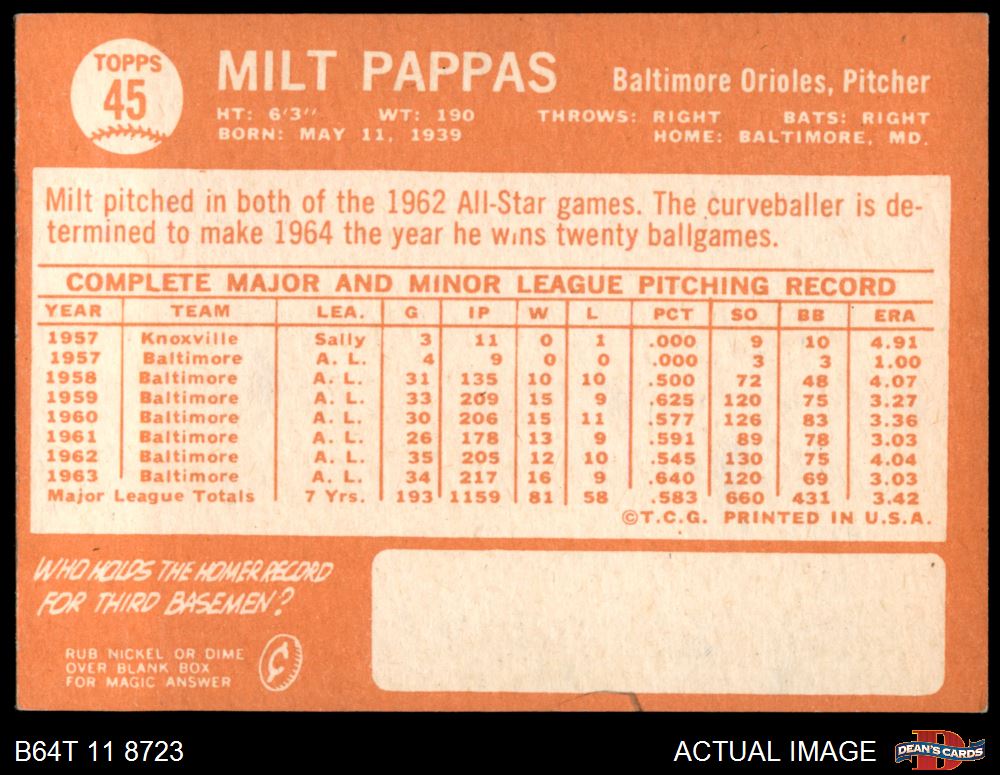 TOPPS
45
MILT PAPPAS
Baltimore Orioles, Pitcher
HT: 6'3" WT: 190 THROWS: RIGHT BATS: RIGHT
BORN: MAY 11, 1939 HOME: BALTIMORE, MD.
Milt pitched in both of the 1962 All-Star games. The curveballer is de-
termined to make 1964 the year he wins twenty ballgames.
COMPLETE MAJOR AND MINOR LEAGUE PITCHING RECORD
YEAR TEAM LEA. G IP W L PCT SO BB ERA
1957 Knoxville Sally 3 11 0 1 .000 9 10 4.91
1957 Baltimore A. L. 4 9 0 0 .000 3 3 1.00
1958 Baltimore A. L. 31 135 10 10 .500 72 48 4.07
1959 Baltimore A. L. 33 209 15 9 .625 120 75 3.27
1960 Baltimore A. L. 30 206 15 11 .577 126 83 3.36
1961 Baltimore A. L. 26 178 13 9 .591 89 78 3.03
1962 Baltimore A. L. 35 205 12 10 .545 130 75 4.04
1963 Baltimore A. L. 34 217 16 9 .640 120 69 3.03
Major League Totals 7 Yrs. 193 1159 81 58 .583 660 431 3.42
©T.C.G. PRINTED IN U.S.A.
WHO HOLDS THE HOMER RECORD
FOR THIRD BASEMEN?
RUB NICKEL OR DIME
OVER BLANK BOX
FOR MAGIC ANSWER
¢
B64T 11 8723
ACTUAL IMAGE
D
DEAN'S CARDS